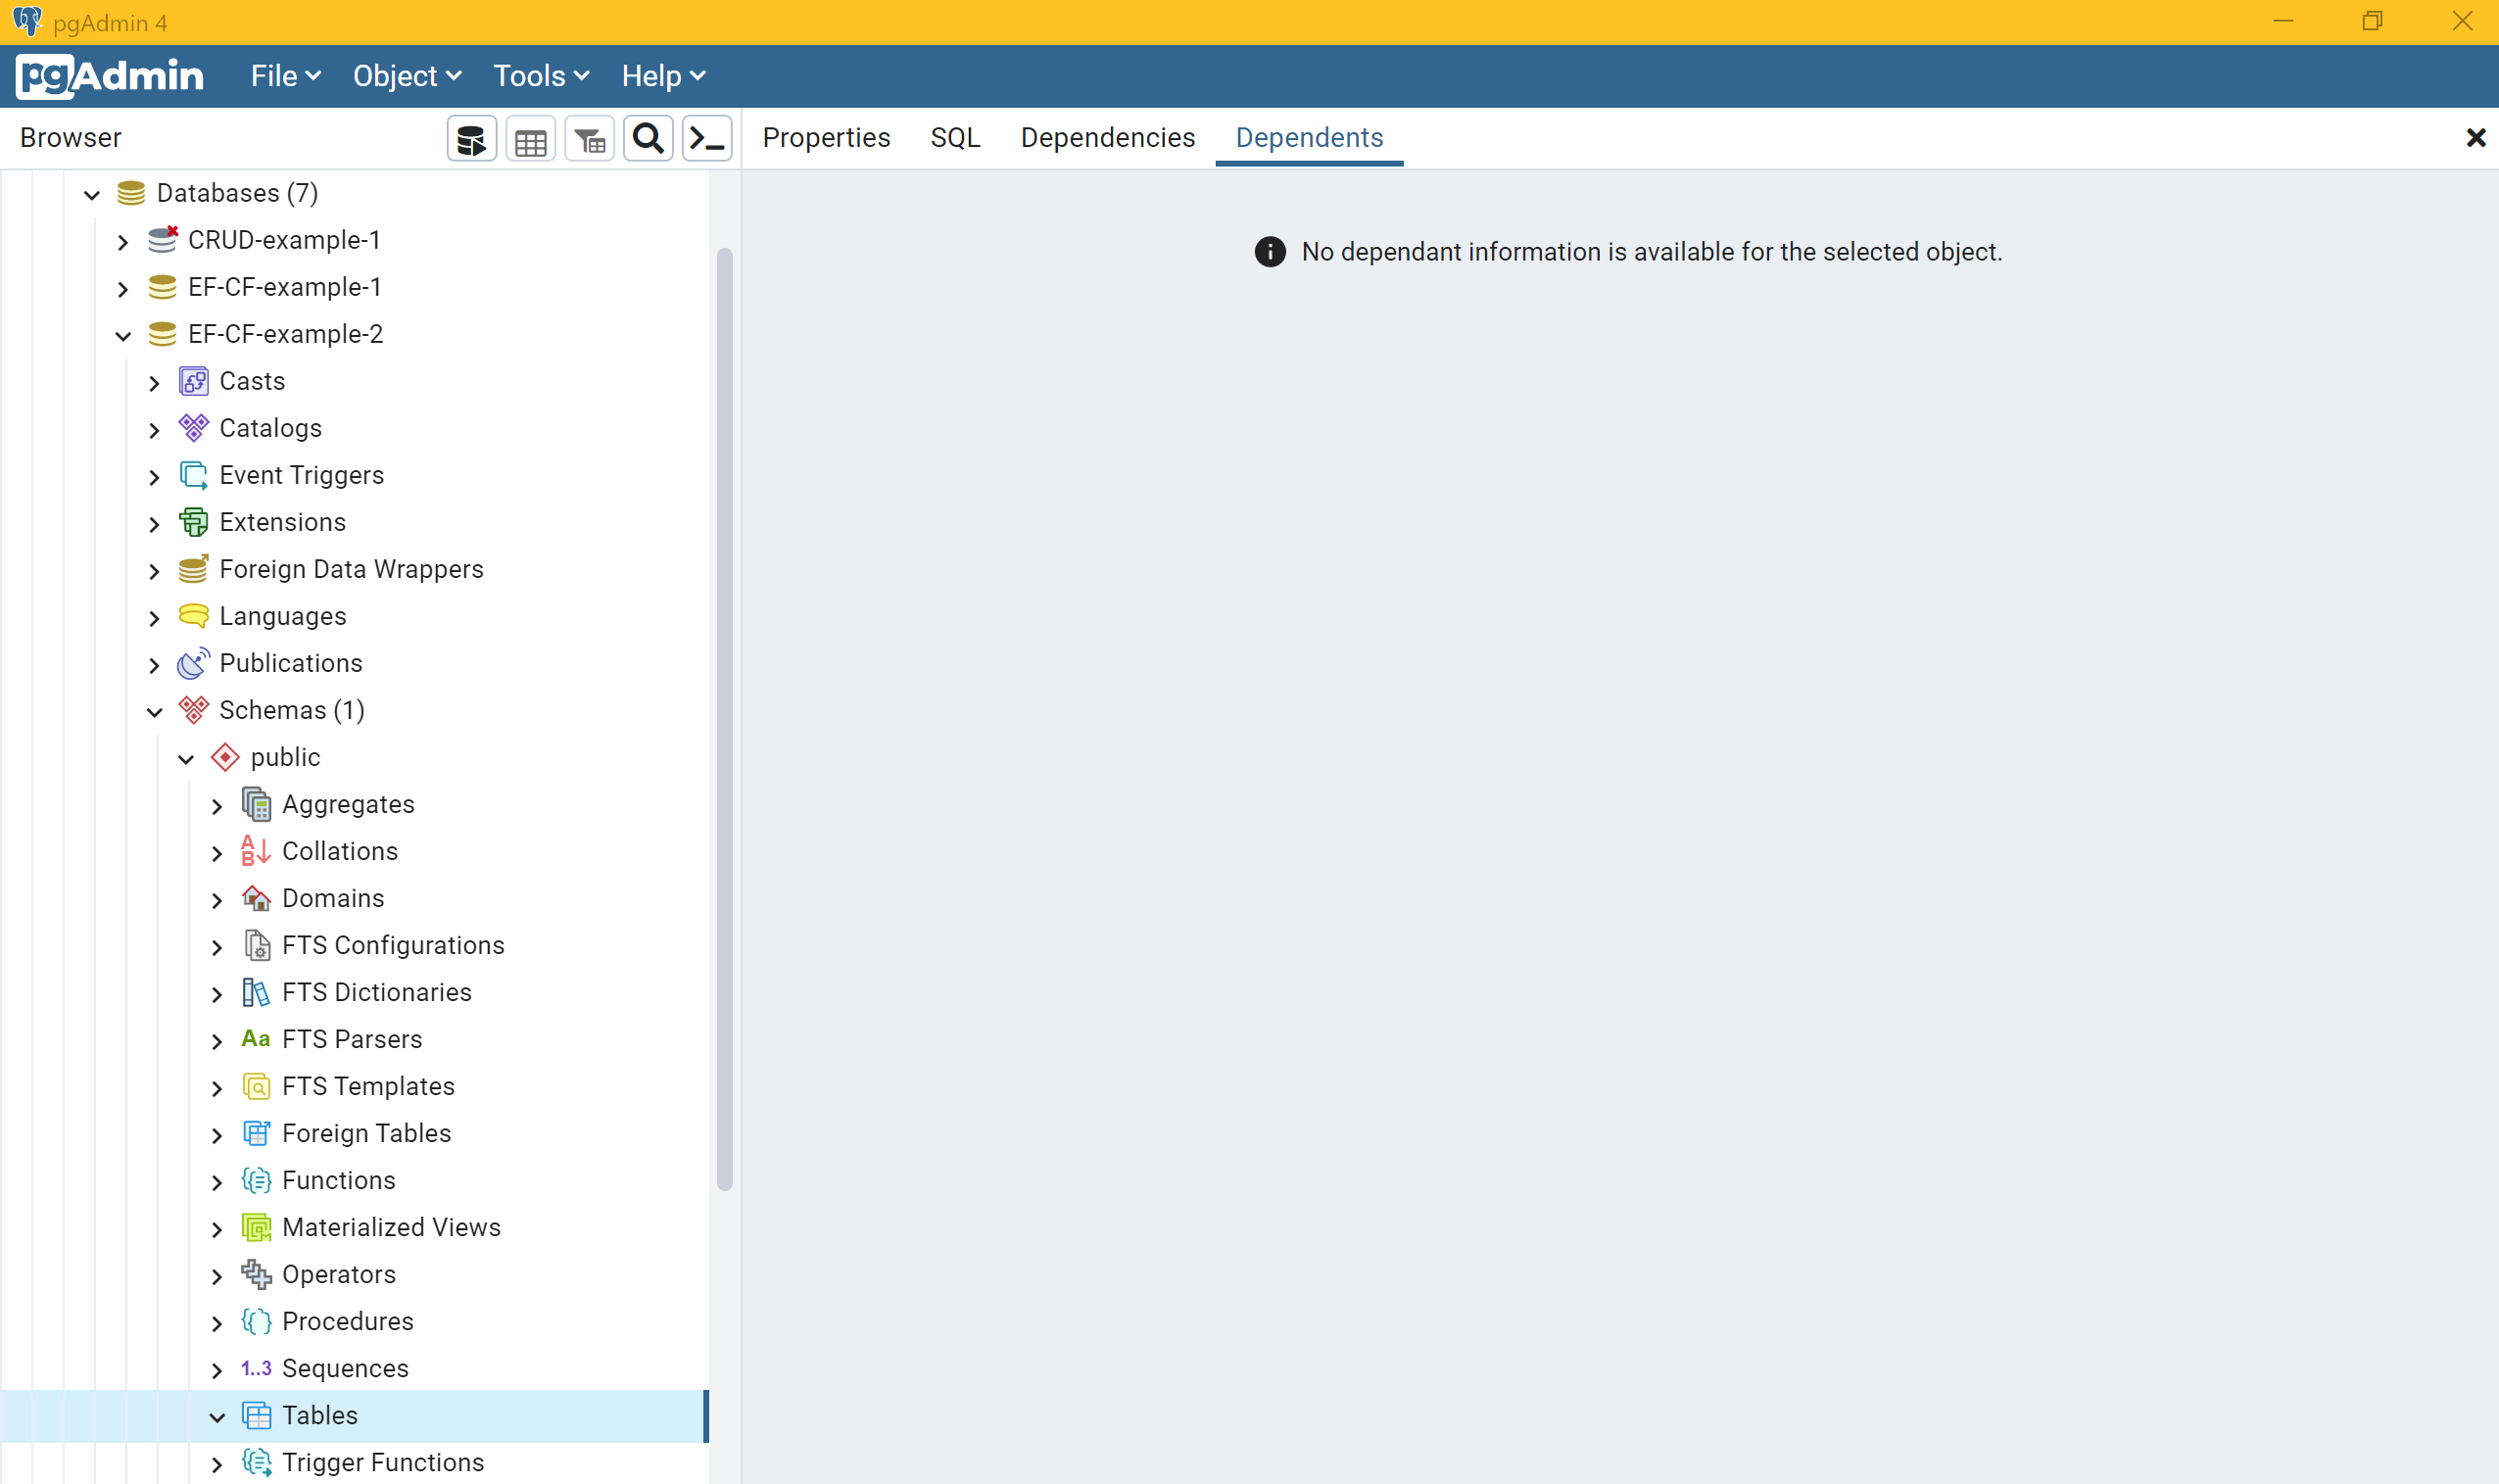 pgAdmin 4
pgAdmin File Object Tools Help
Browser
Properties SQL Dependencies Dependents
Databases (7)
CRUD-example-1
EF-CF-example-1
EF-CF-example-2
Casts
Catalogs
Event Triggers
Extensions
Foreign Data Wrappers
Languages
Publications
Schemas (1)
public
Aggregates
Collations
Domains
FTS Configurations
FTS Dictionaries
Aa FTS Parsers
FTS Templates
Foreign Tables
Functions
Materialized Views
Operators
Procedures
1..3 Sequences
Tables
Trigger Functions
No dependant information is available for the selected object.